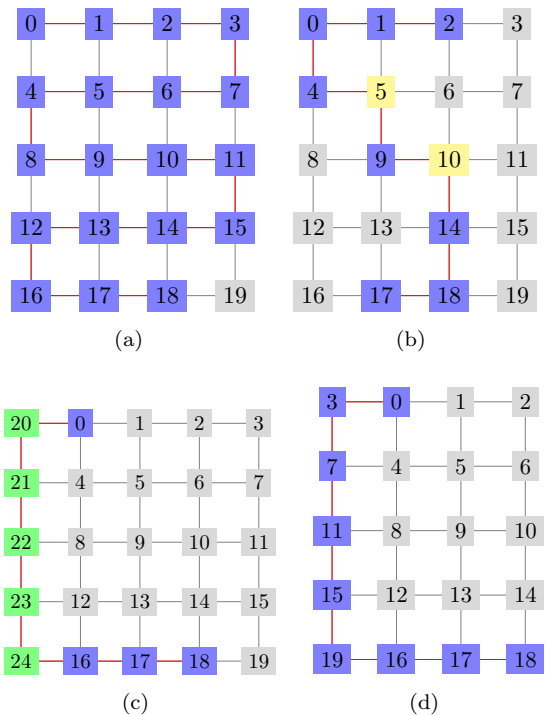 0 1 2 3
4 5 6 7
8 9 10 11
12 13 14 15
16 17 18 19
(a)
0 1 2 3
4 5 6 7
8 9 10 11
12 13 14 15
16 17 18 19
(b)
20 0 1 2 3
21 4 5 6 7
22 8 9 10 11
23 12 13 14 15
24 16 17 18 19
(c)
3 0 1 2
7 4 5 6
11 8 9 10
15 12 13 14
19 16 17 18
(d)